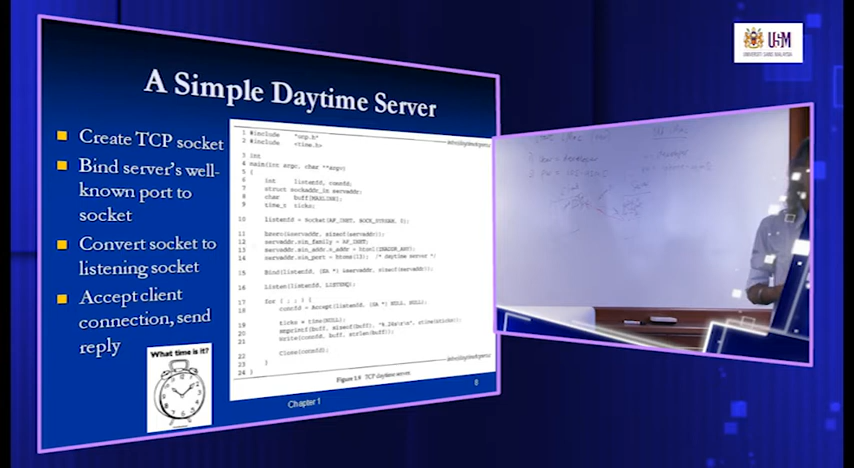 A Simple Daytime Server
Create TCP socket
Bind server's well-
known port to
socket
Convert socket to
listening socket
Accept client
connection, send
reply
What time is it?
1 #include "unp.h"
2 #include <time.h>
3 int
4 main(int argc, char **argv)
5 {
6 int listenfd, connfd;
7 struct sockaddr_in servaddr;
8 char buff[MAXLINE];
9 time_t ticks;
10 listenfd = Socket(AF_INET, SOCK_STREAM, 0);
11 bzero(&servaddr, sizeof(servaddr));
12 servaddr.sin_family = AF_INET;
13 servaddr.sin_addr.s_addr = htonl(INADDR_ANY);
14 servaddr.sin_port = htons(13); /* daytime server */
15 Bind(listenfd, (SA *) &servaddr, sizeof(servaddr));
16 Listen(listenfd, LISTENQ);
17 for ( ; ; ) {
18 connfd = Accept(listenfd, (SA *) NULL, NULL);
19 ticks = time(NULL);
20 snprintf(buff, sizeof(buff), "%.24s\r\n", ctime(&ticks));
21 Write(connfd, buff, strlen(buff));
22 Close(connfd);
23 }
24 }
Figure 1.9 TCP daytime server.
Chapter 1
8
USM
UNIVERSITI SAINS MALAYSIA